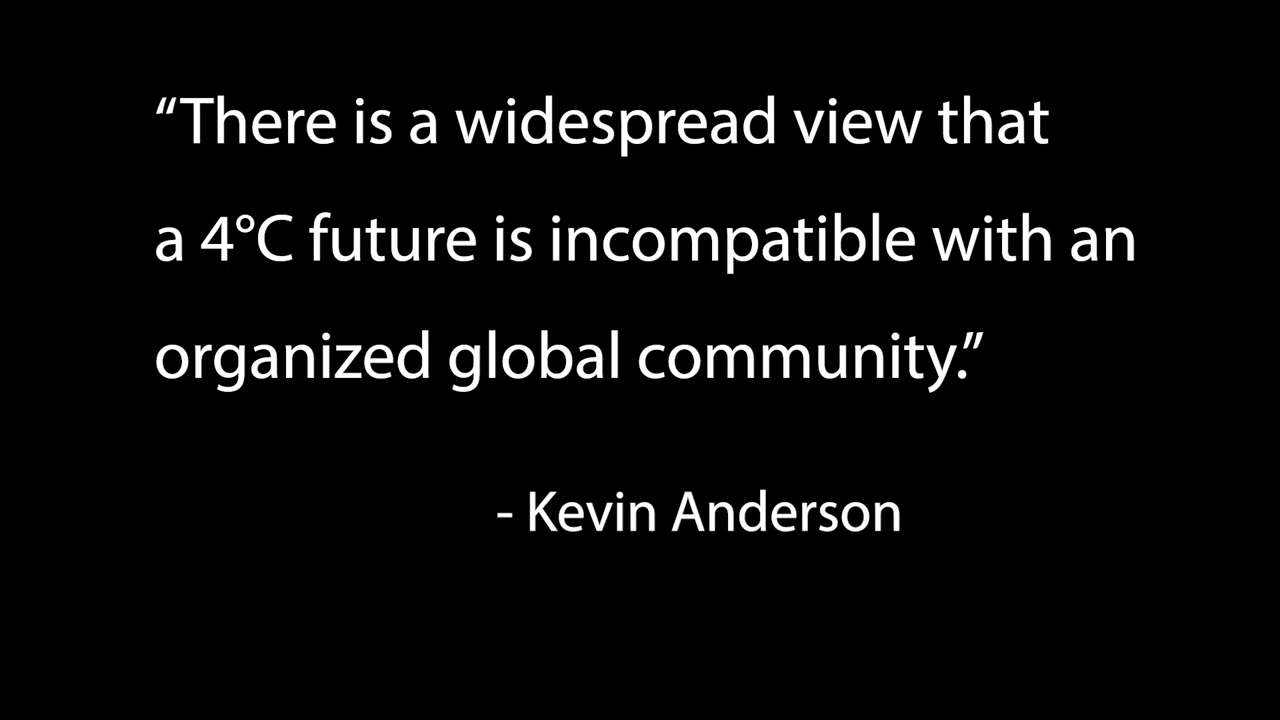 “There is a widespread view that
a 4°C future is incompatible with an
organized global community.”
- Kevin Anderson